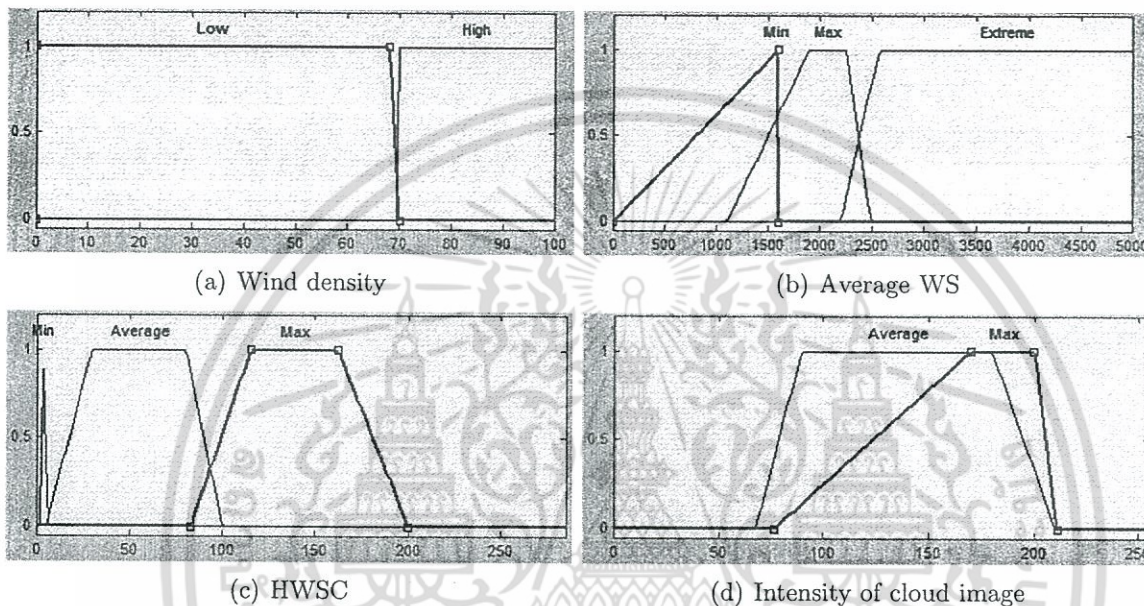 Low High
1
0.5
0
0 10 20 30 40 50 60 70 80 90 100
(a) Wind density
Min Max Extreme
1
0.5
0
0 500 1000 1500 2000 2500 3000 3500 4000 4500 5000
(b) Average WS
Min Average Max
1
0.5
0
0 50 100 150 200 250
(c) HWSC
Average Max
1
0.5
0
0 50 100 150 200 250
(d) Intensity of cloud image